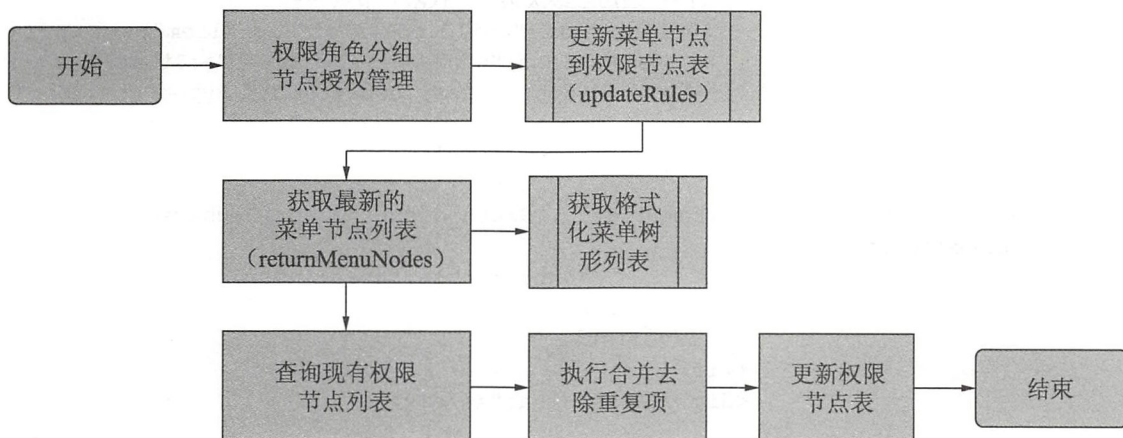 开始
权限角色分组
节点授权管理
更新菜单节点
到权限节点表
（updateRules）
获取最新的
菜单节点列表
（returnMenuNodes）
获取格式
化菜单树
形列表
查询现有权限
节点列表
执行合并去
除重复项
更新权限
节点表
结束